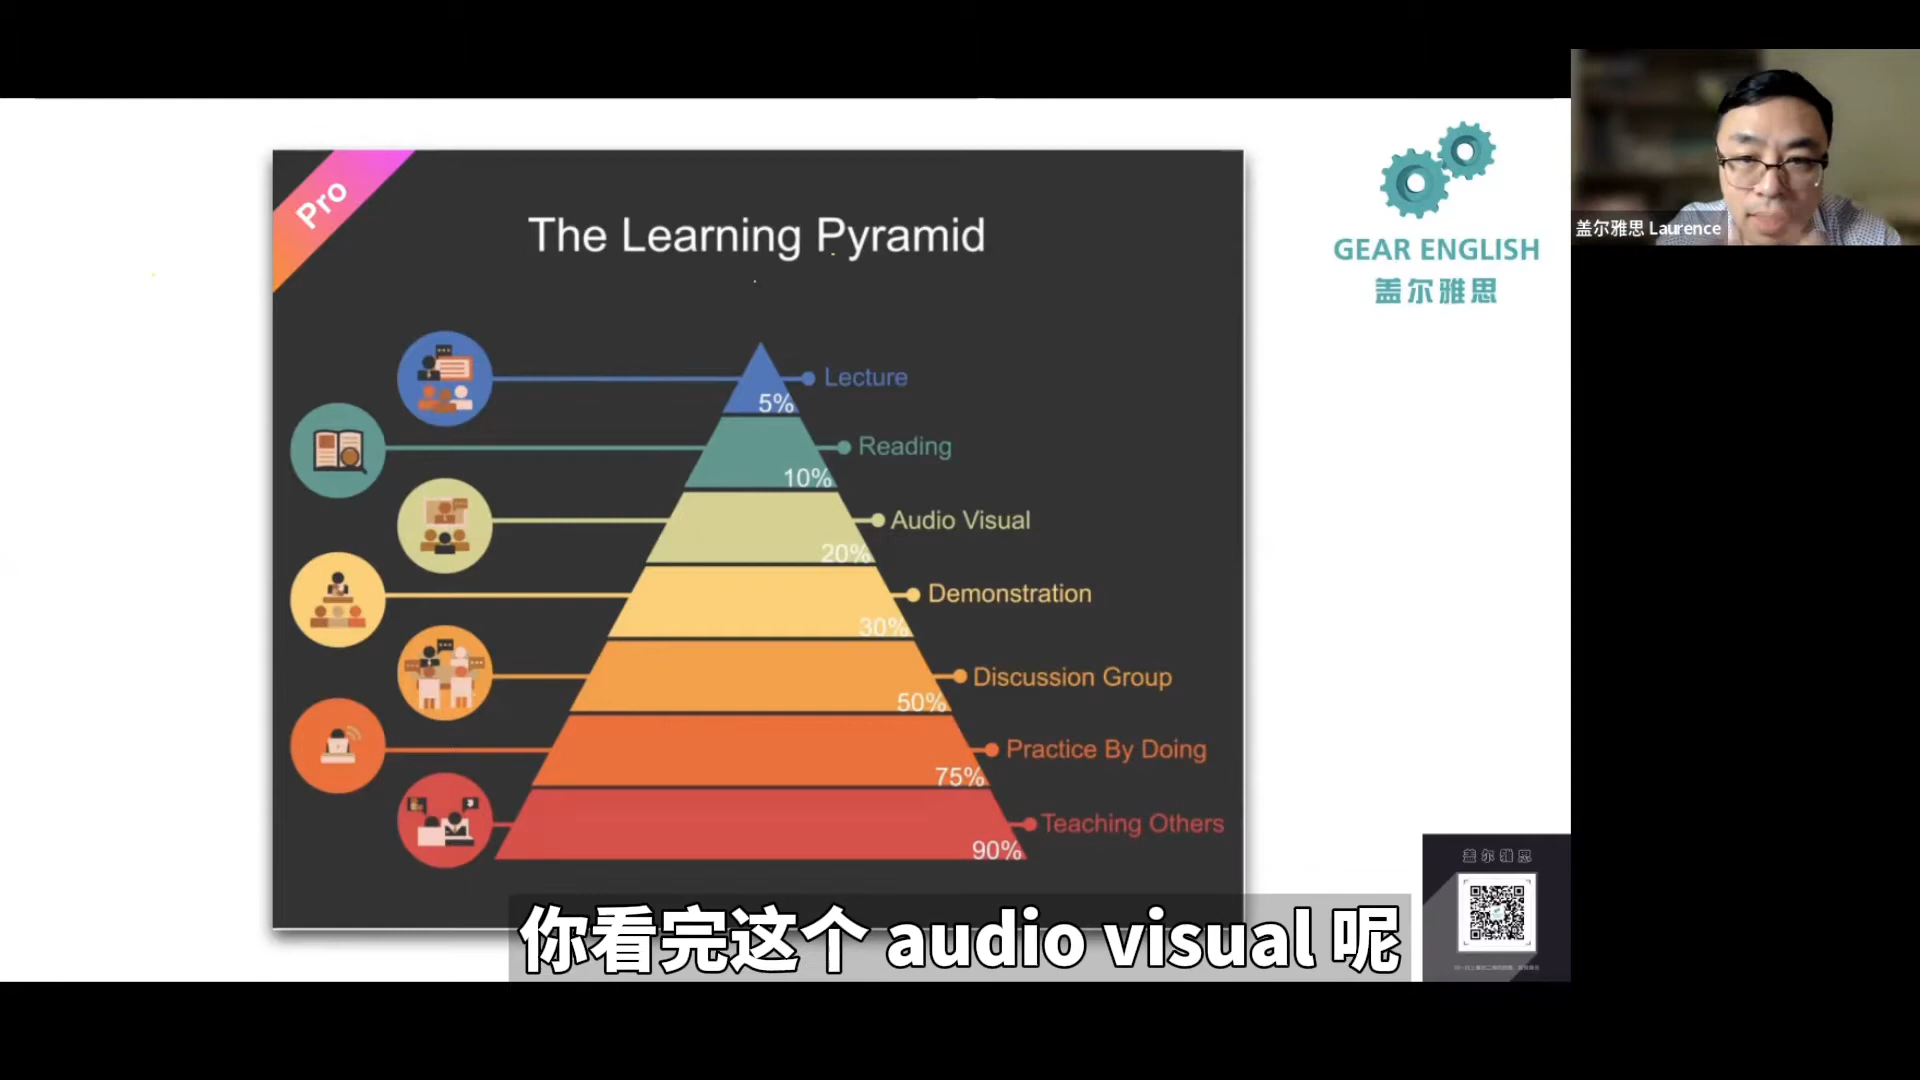 Pro
The Learning Pyramid
Lecture
5%
Reading
10%
Audio Visual
20%
Demonstration
30%
Discussion Group
50%
Practice By Doing
75%
Teaching Others
90%
GEAR ENGLISH
盖尔雅思
盖尔雅思 Laurence
盖尔雅思
你看完这个 audio visual 呢